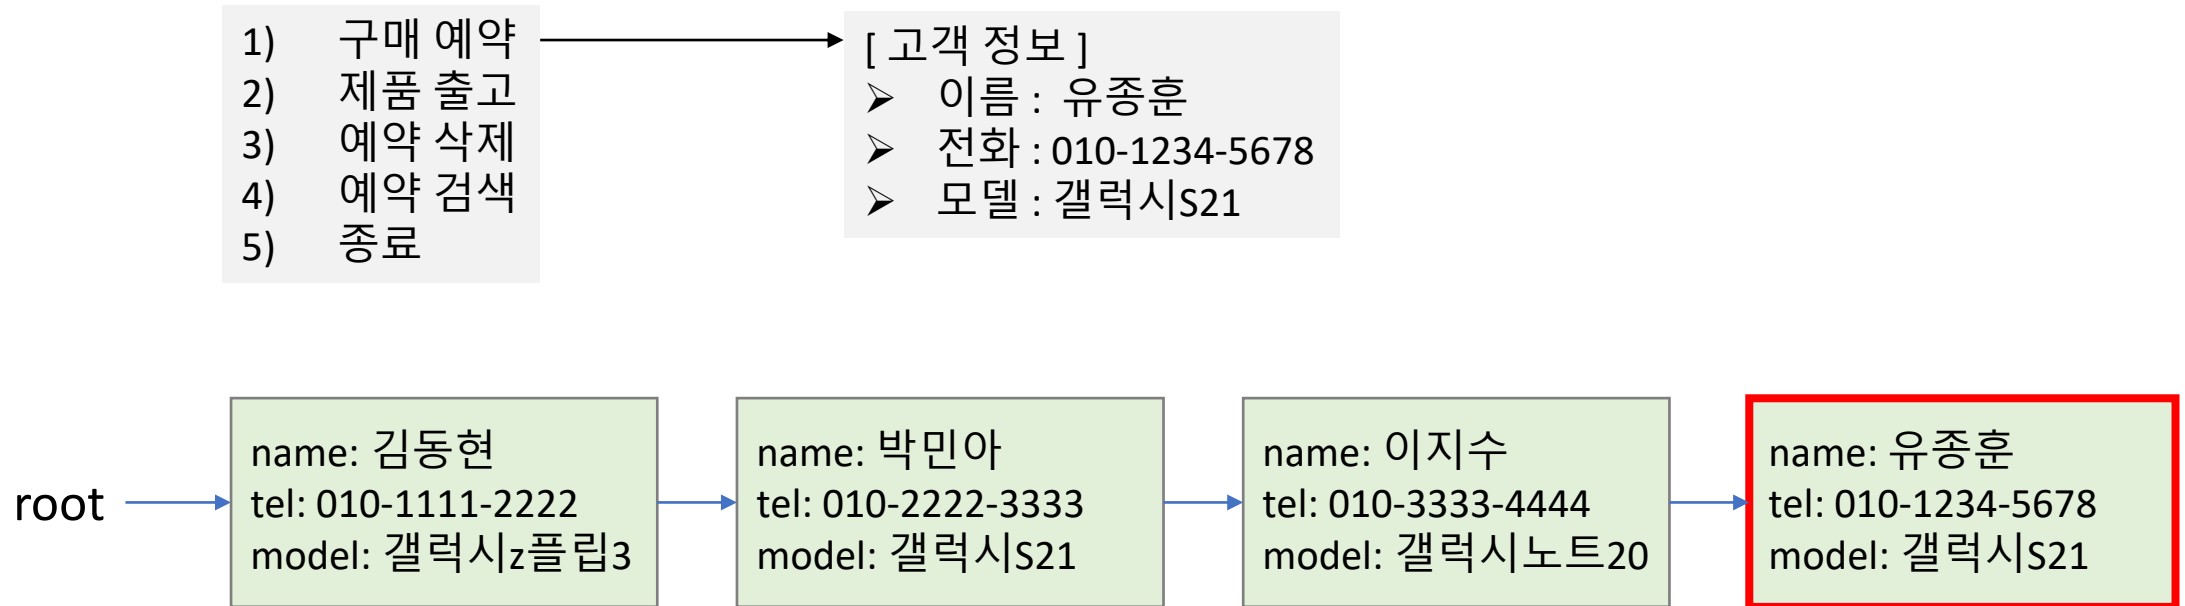 1) 구매 예약
2) 제품 출고
3) 예약 삭제
4) 예약 검색
5) 종료
[ 고객 정보 ]
➢ 이름 : 유종훈
➢ 전화 : 010-1234-5678
➢ 모델 : 갤럭시S21
root
name: 김동현
tel: 010-1111-2222
model: 갤럭시z플립3
name: 박민아
tel: 010-2222-3333
model: 갤럭시S21
name: 이지수
tel: 010-3333-4444
model: 갤럭시노트20
name: 유종훈
tel: 010-1234-5678
model: 갤럭시S21